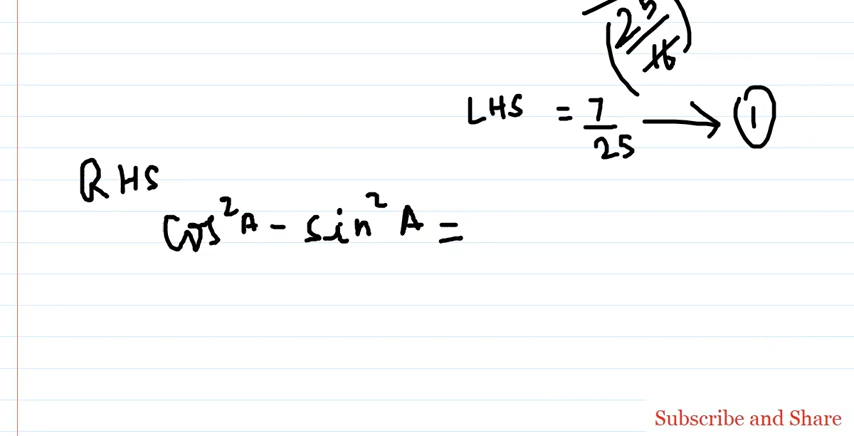 25
16
LHS = 7/25 → ①
RHS
cos²A - sin²A =
Subscribe and Share